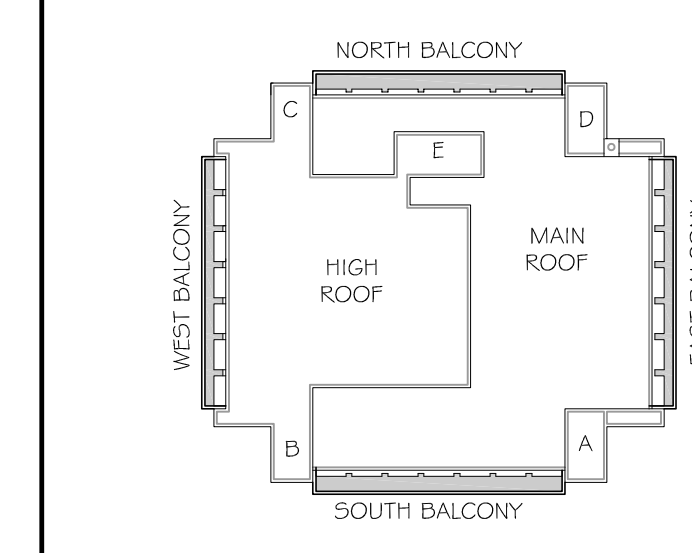 NORTH BALCONY
C
D
E
WEST BALCONY
MAIN
ROOF
HIGH
ROOF
B
A
SOUTH BALCONY